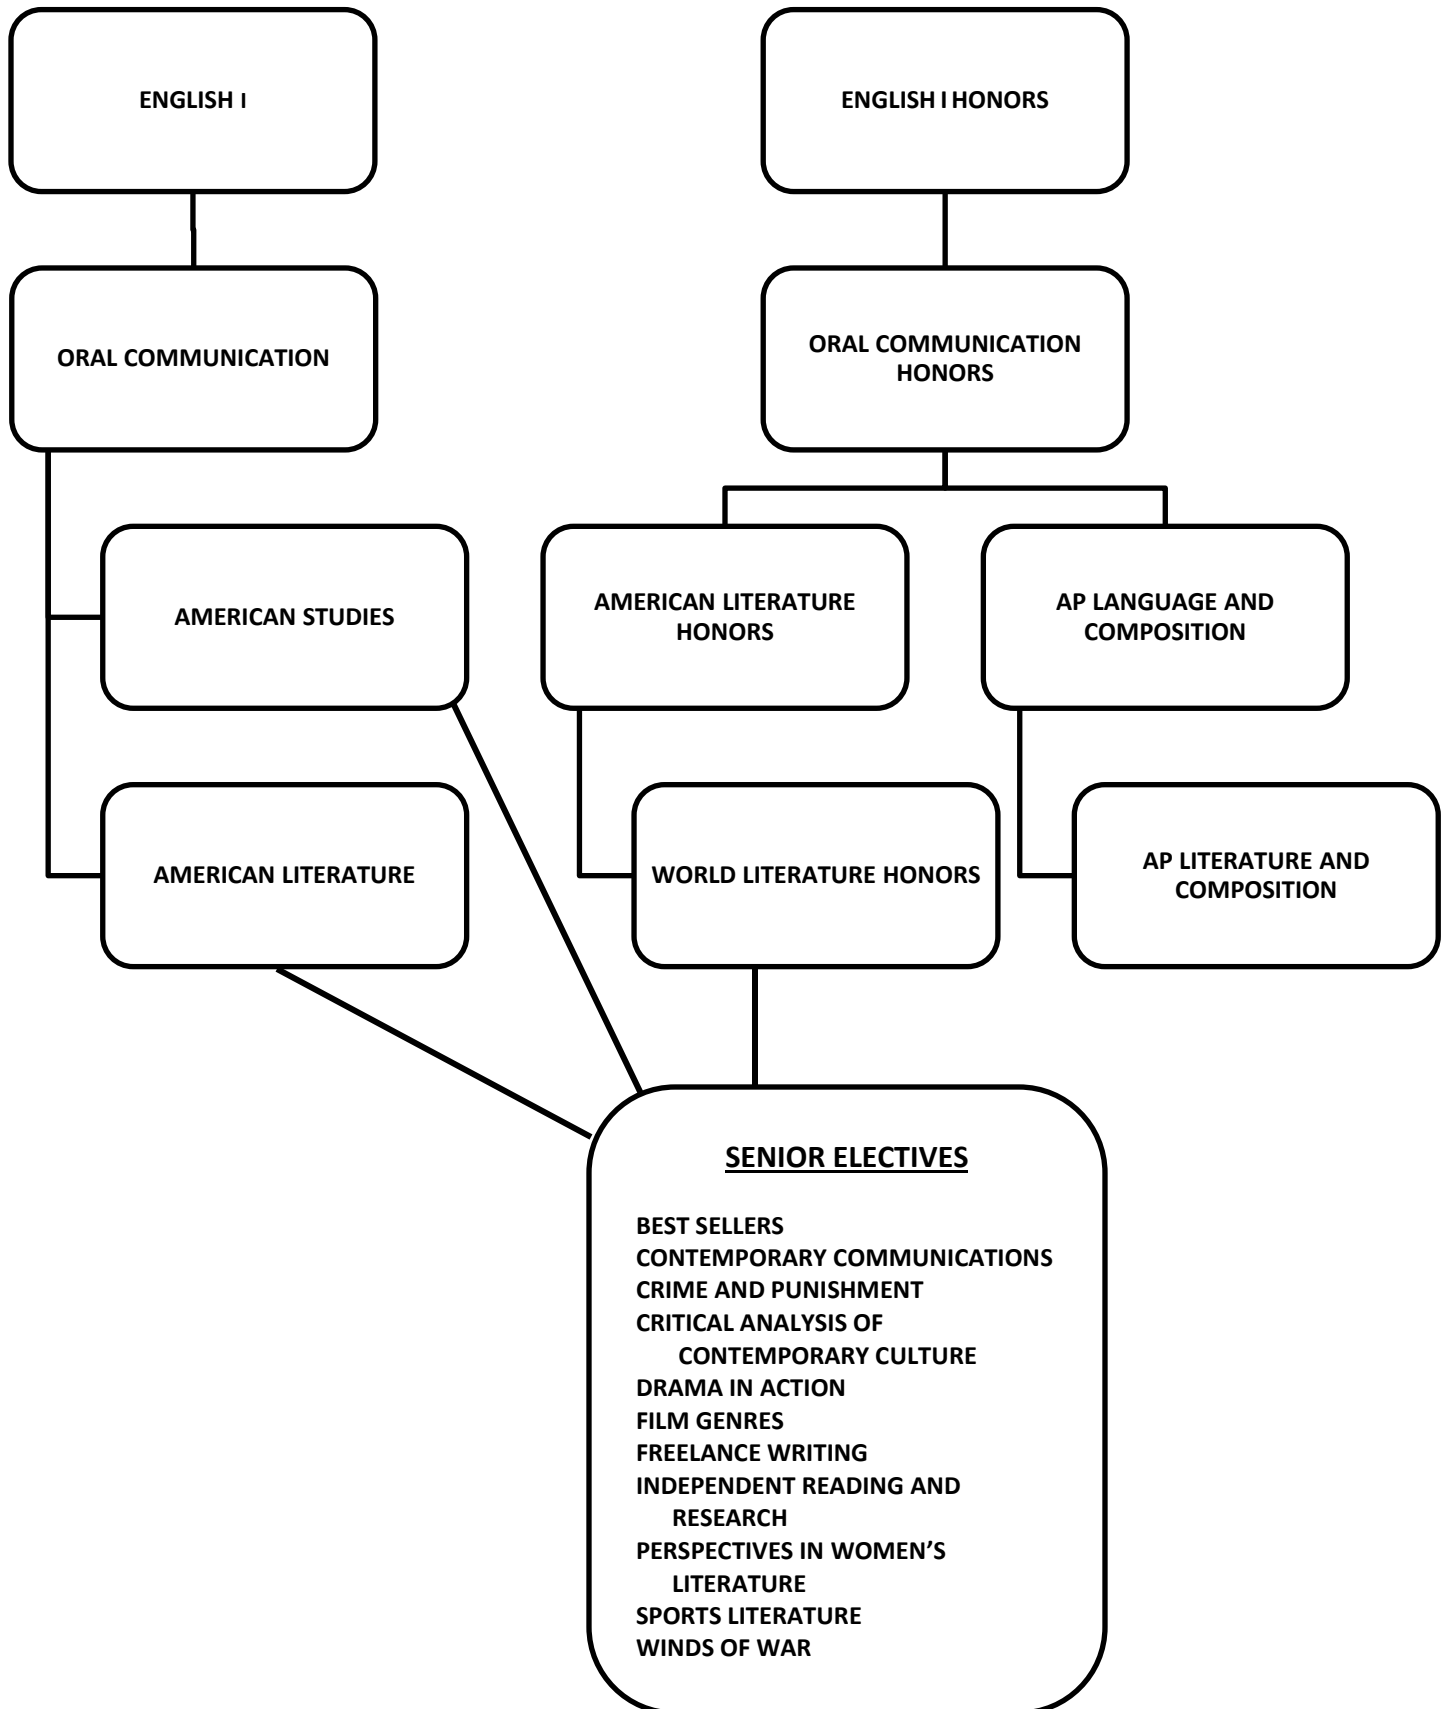 ENGLISH I
ENGLISH I HONORS
ORAL COMMUNICATION
ORAL COMMUNICATION
HONORS
AMERICAN STUDIES
AMERICAN LITERATURE
HONORS
AP LANGUAGE AND
COMPOSITION
AMERICAN LITERATURE
WORLD LITERATURE HONORS
AP LITERATURE AND
COMPOSITION
SENIOR ELECTIVES
BEST SELLERS
CONTEMPORARY COMMUNICATIONS
CRIME AND PUNISHMENT
CRITICAL ANALYSIS OF
CONTEMPORARY CULTURE
DRAMA IN ACTION
FILM GENRES
FREELANCE WRITING
INDEPENDENT READING AND
RESEARCH
PERSPECTIVES IN WOMEN’S
LITERATURE
SPORTS LITERATURE
WINDS OF WAR